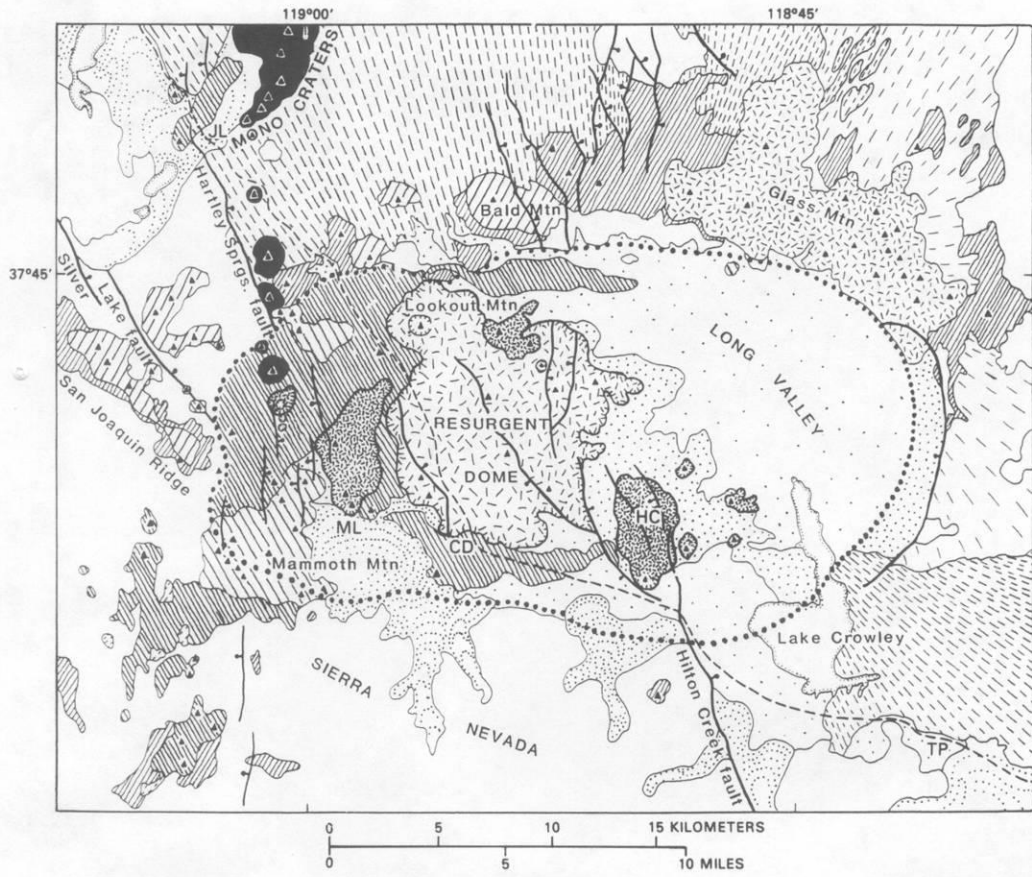 119°00'
118°45'
JL
MONO CRATERS
Hartley Sprgs. fault
Bald Mtn
Glass Mtn
37°45'
Silver Lake fault
Lookout Mtn
LONG
VALLEY
San Joaquin Ridge
RESURGENT
DOME
ML
HC
CD
Mammoth Mtn
Lake Crowley
SIERRA
NEVADA
Hilton Creek fault
TP
0 5 10 15 KILOMETERS
0 5 10 MILES